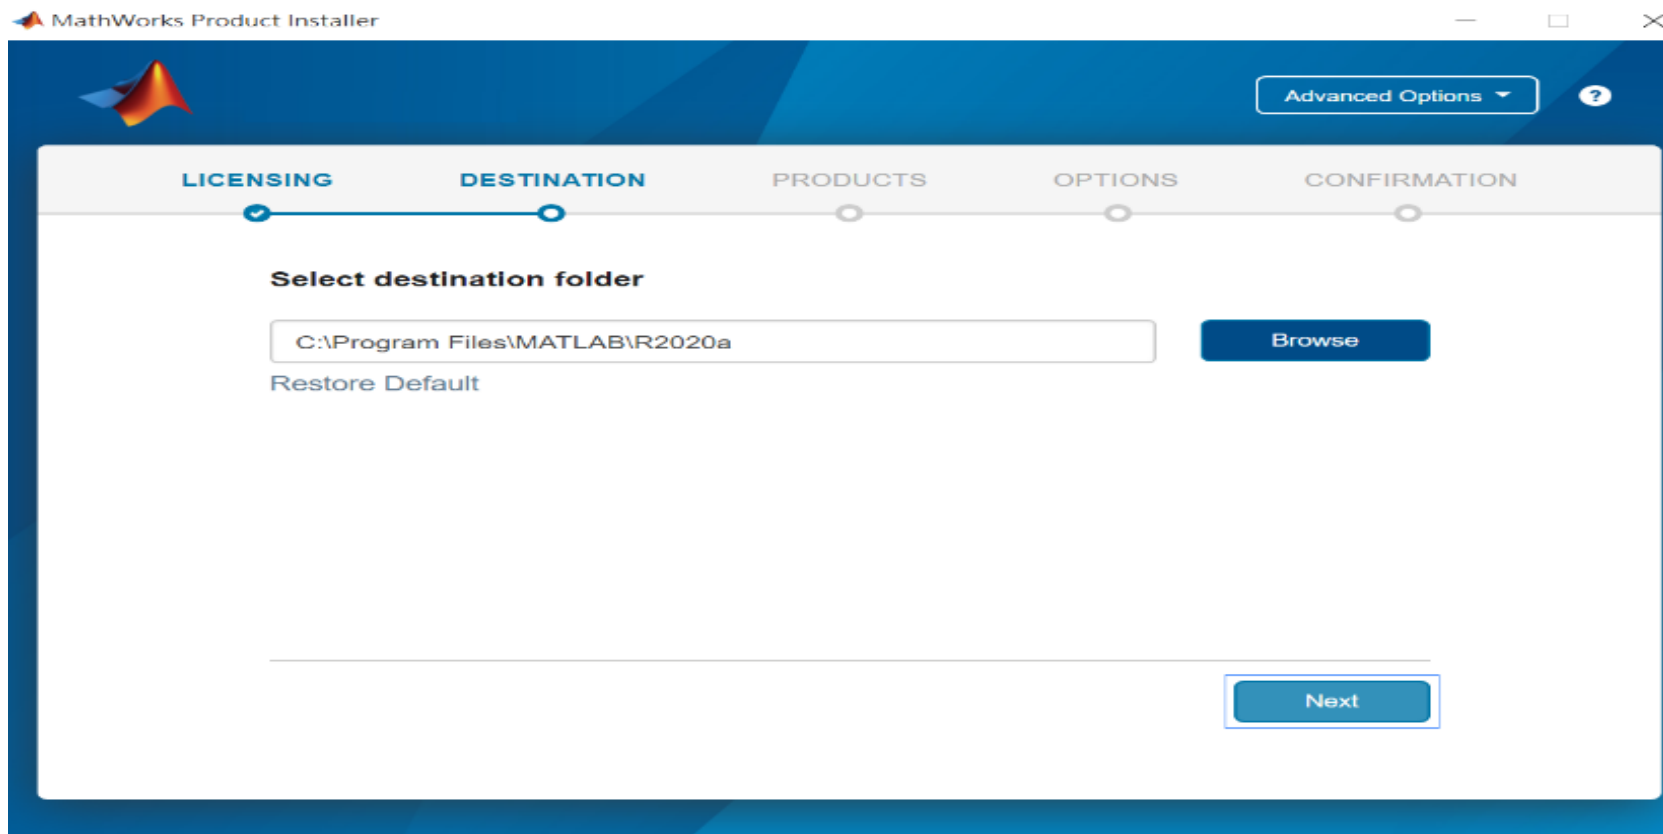 MathWorks Product Installer
Advanced Options
?
LICENSING DESTINATION PRODUCTS OPTIONS CONFIRMATION
Select destination folder
C:\Program Files\MATLAB\R2020a
Browse
Restore Default
Next